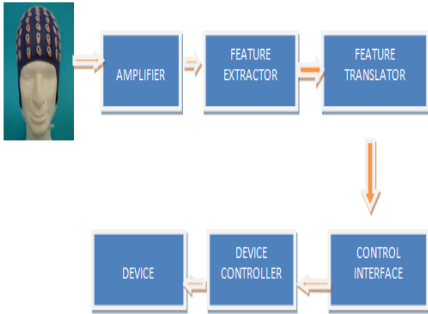 AMPLIFIER
FEATURE
EXTRACTOR
FEATURE
TRANSLATOR
DEVICE
DEVICE
CONTROLLER
CONTROL
INTERFACE